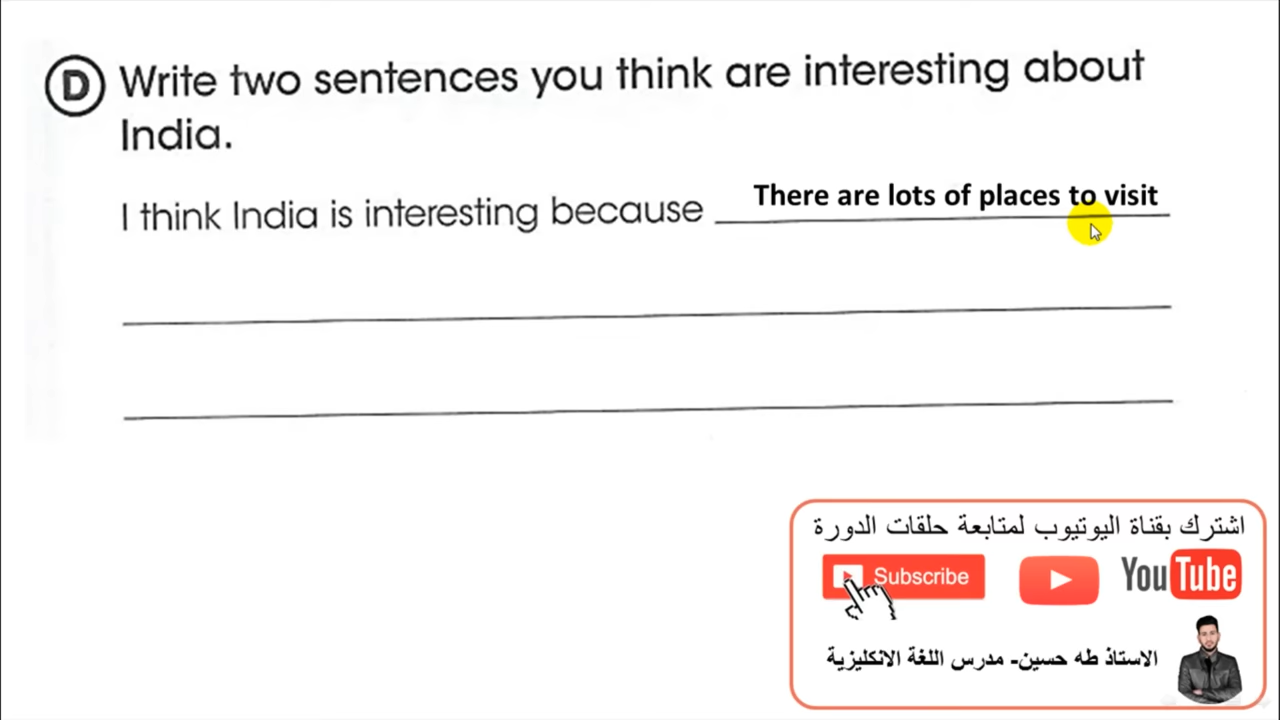 D Write two sentences you think are interesting about
India.
I think India is interesting because There are lots of places to visit
اشترك بقناة اليوتيوب لمتابعة حلقات الدورة
Subscribe YouTube
الاستاذ طه حسين- مدرس اللغة الانكليزية